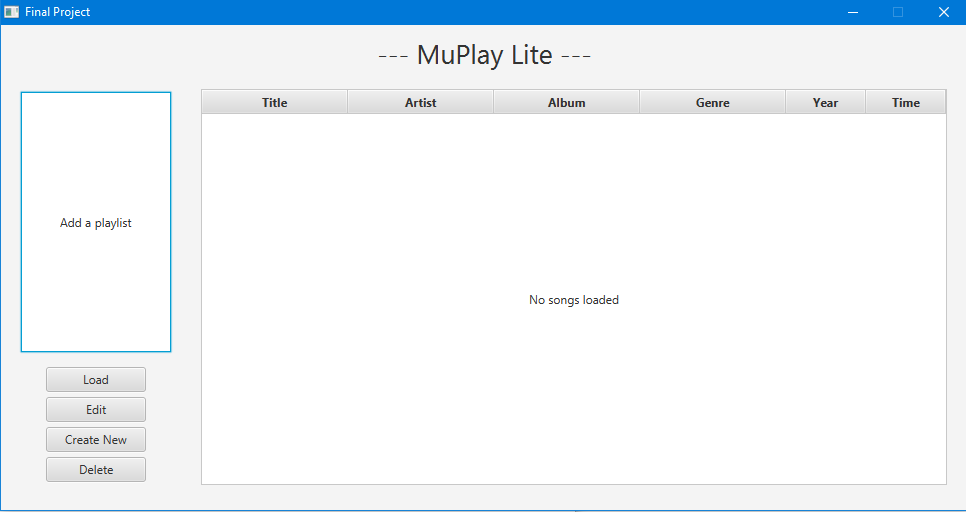 Final Project
--- MuPlay Lite ---
Title Artist Album Genre Year Time
Add a playlist
No songs loaded
Load
Edit
Create New
Delete